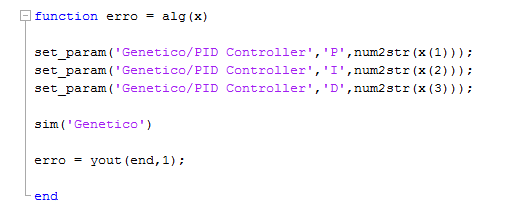 function erro = alg(x)
set_param('Genetico/PID Controller','P',num2str(x(1)));
set_param('Genetico/PID Controller','I',num2str(x(2)));
set_param('Genetico/PID Controller','D',num2str(x(3)));
sim('Genetico')
erro = yout(end,1);
end